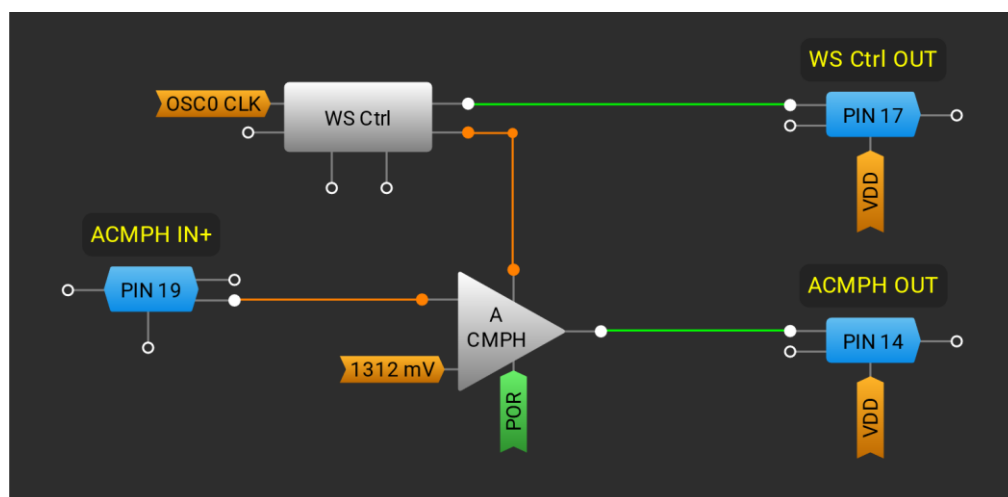 WS Ctrl OUT
OSC0 CLK
WS Ctrl
PIN 17
VDD
ACMPH IN+
PIN 19
A
CMPH
1312 mV
POR
ACMPH OUT
PIN 14
VDD